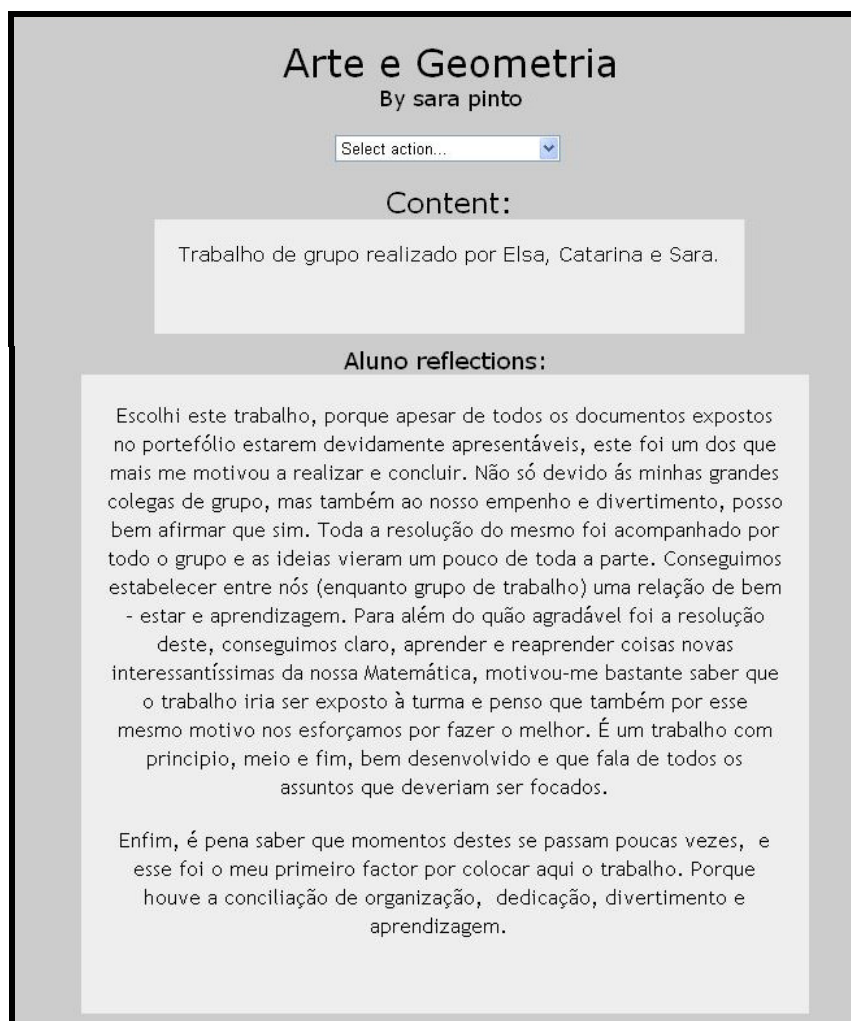 Arte e Geometria
By sara pinto
Select action...
Content:
Trabalho de grupo realizado por Elsa, Catarina e Sara.
Aluno reflections:
Escolhi este trabalho, porque apesar de todos os documentos expostos
no portefólio estarem devidamente apresentáveis, este foi um dos que
mais me motivou a realizar e concluir. Não só devido ás minhas grandes
colegas de grupo, mas também ao nosso empenho e divertimento, posso
bem afirmar que sim. Toda a resolução do mesmo foi acompanhado por
todo o grupo e as ideias vieram um pouco de toda a parte. Conseguimos
estabelecer entre nós (enquanto grupo de trabalho) uma relação de bem
- estar e aprendizagem. Para além do quão agradável foi a resolução
deste, conseguimos claro, aprender e reaprender coisas novas
interessantíssimas da nossa Matemática, motivou-me bastante saber que
o trabalho iria ser exposto à turma e penso que também por esse
mesmo motivo nos esforçamos por fazer o melhor. É um trabalho com
principio, meio e fim, bem desenvolvido e que fala de todos os
assuntos que deveriam ser focados.
Enfim, é pena saber que momentos destes se passam poucas vezes,  e
esse foi o meu primeiro factor por colocar aqui o trabalho. Porque
houve a conciliação de organização,  dedicação, divertimento e
aprendizagem.